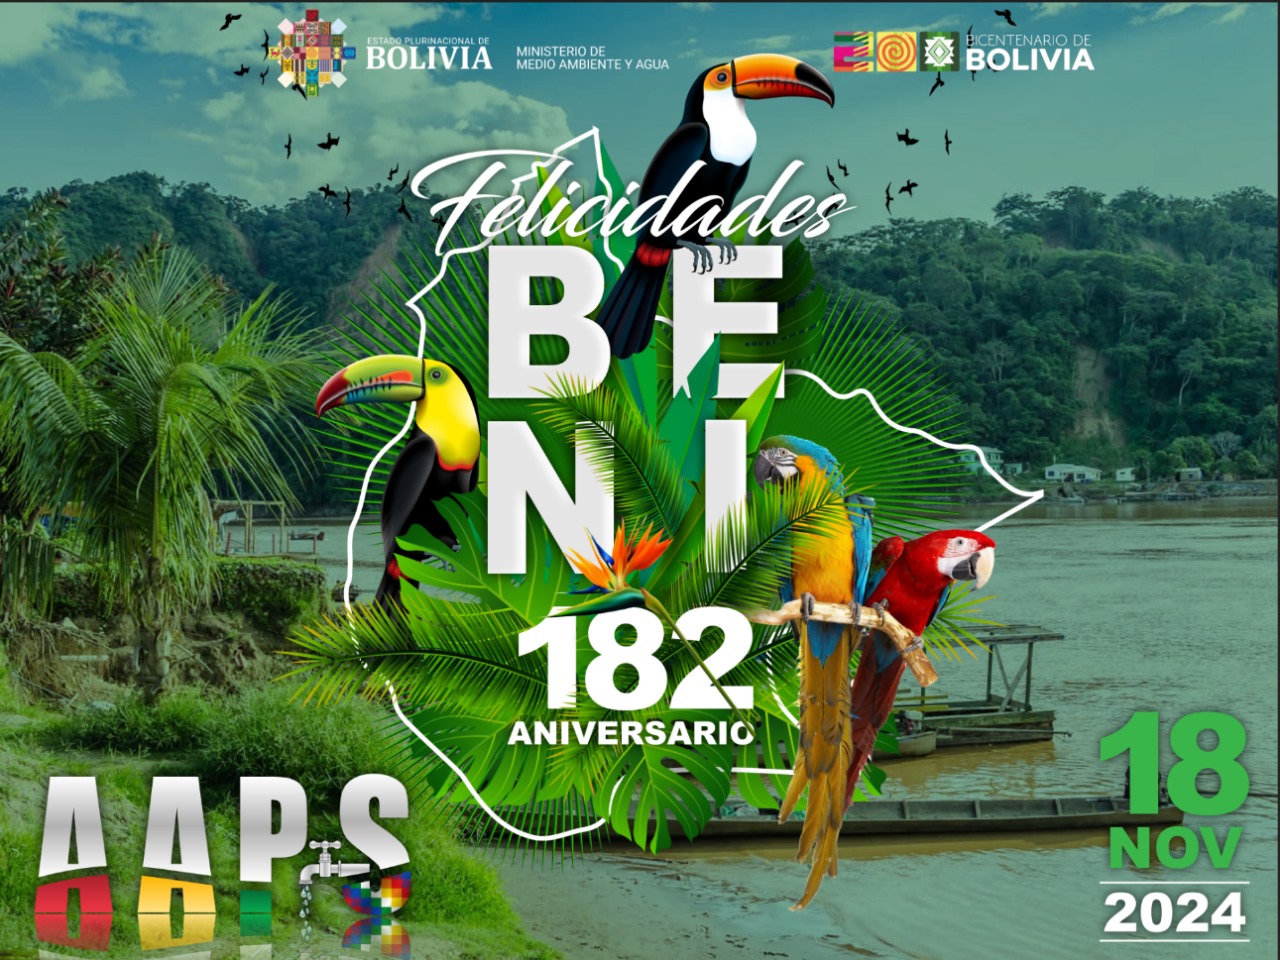 ESTADO PLURINACIONAL DE
BOLIVIA
MINISTERIO DE
MEDIO AMBIENTE Y AGUA
BICENTENARIO DE
BOLIVIA
Felicidades
BE
NI
182
ANIVERSARIO
AAPS
18
NOV
2024